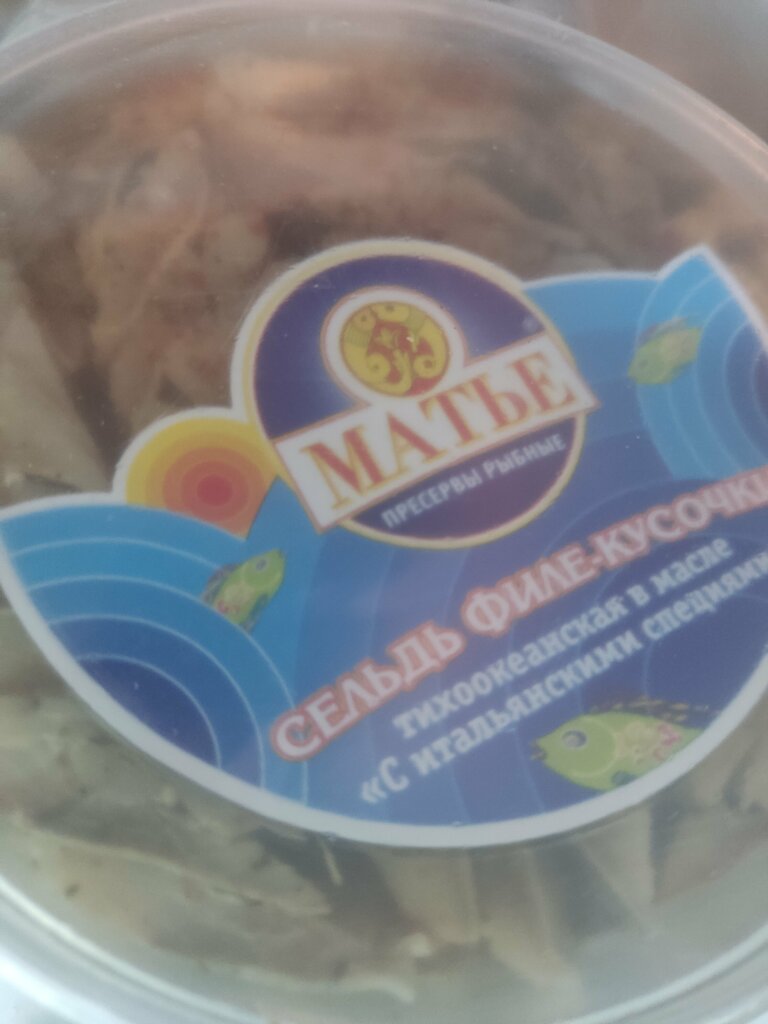 МАТЬЕ
ПРЕСЕРВЫ РЫБНЫЕ
СЕЛЬДЬ ФИЛЕ-КУСОЧКИ
тихоокеанская в масле
«С итальянскими специями